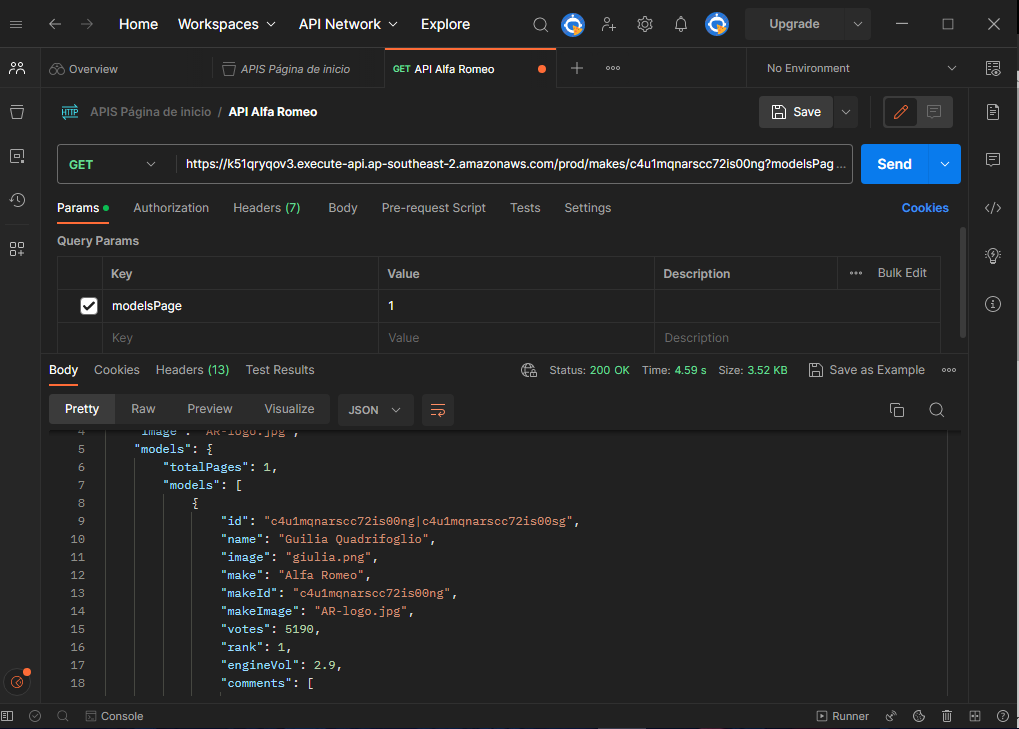 Home Workspaces API Network Explore Upgrade
Overview APIS Página de inicio GET API Alfa Romeo No Environment
HTTP APIS Página de inicio / API Alfa Romeo Save
GET https://k51qryqov3.execute-api.ap-southeast-2.amazonaws.com/prod/makes/c4u1mqnarscc72is00ng?modelsPag ... Send
Params Authorization Headers (7) Body Pre-request Script Tests Settings Cookies
Query Params
Key Value Description Bulk Edit
modelsPage 1
Key Value Description
Body Cookies Headers (13) Test Results Status: 200 OK Time: 4.59 s Size: 3.52 KB Save as Example
Pretty Raw Preview Visualize JSON
4 "image": "AR-logo.jpg",
5 "models": {
6 "totalPages": 1,
7 "models": [
8 {
9 "id": "c4u1mqnarscc72is00ng|c4u1mqnarscc72is00sg",
10 "name": "Guilia Quadrifoglio",
11 "image": "giulia.png",
12 "make": "Alfa Romeo",
13 "makeId": "c4u1mqnarscc72is00ng",
14 "makeImage": "AR-logo.jpg",
15 "votes": 5190,
16 "rank": 1,
17 "engineVol": 2.9,
18 "comments": [
Console Runner